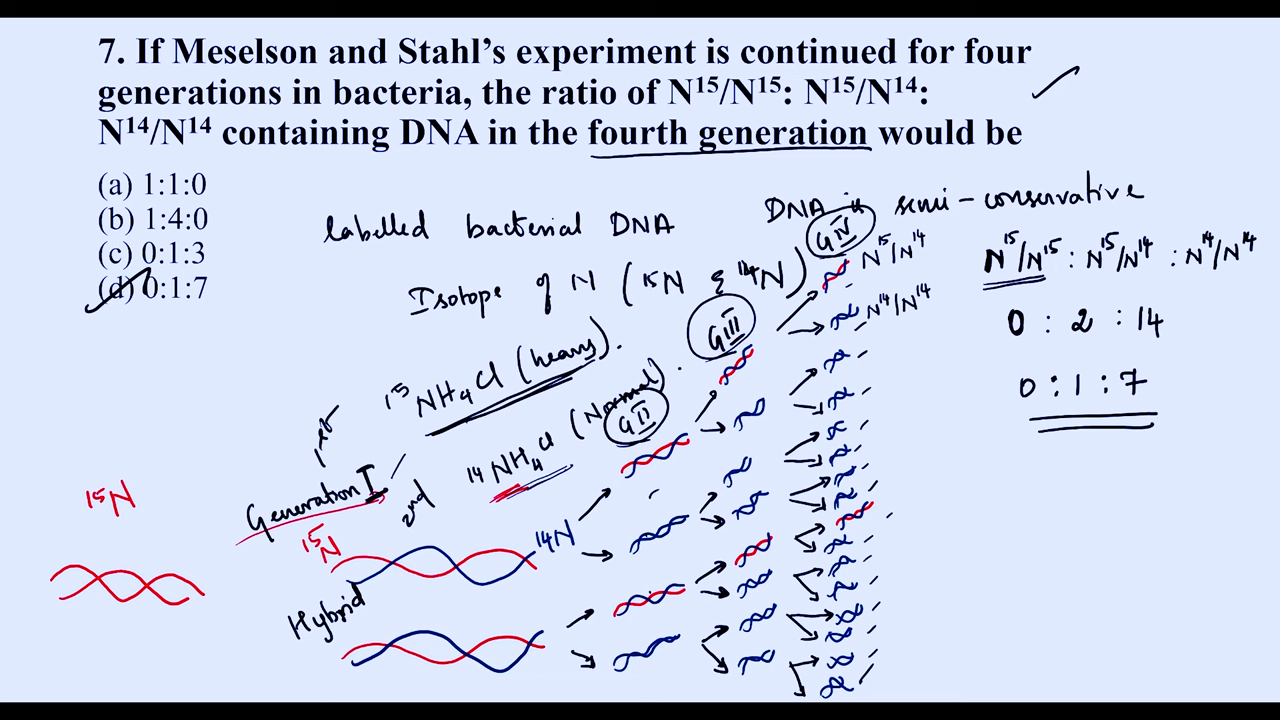 7. If Meselson and Stahl’s experiment is continued for four
generations in bacteria, the ratio of N¹⁵/N¹⁵: N¹⁵/N¹⁴:
N¹⁴/N¹⁴ containing DNA in the fourth generation would be
(a) 1:1:0
(b) 1:4:0
(c) 0:1:3
(d) 0:1:7
labelled bacterial DNA
DNA is semi-conservative
Isotope of N (¹⁵N & ¹⁴N)
GIV
N¹⁵/N¹⁴
N¹⁴/N¹⁴
N¹⁵/N¹⁵ : N¹⁵/N¹⁴ : N¹⁴/N¹⁴
0 : 2 : 14
0 : 1 : 7
¹⁵NH₄Cl (heavy).
GIII
¹⁴NH₄Cl (Normal).
GII
1st
2nd
Generation I
¹⁵N
¹⁵N
¹⁴N
Hybrid